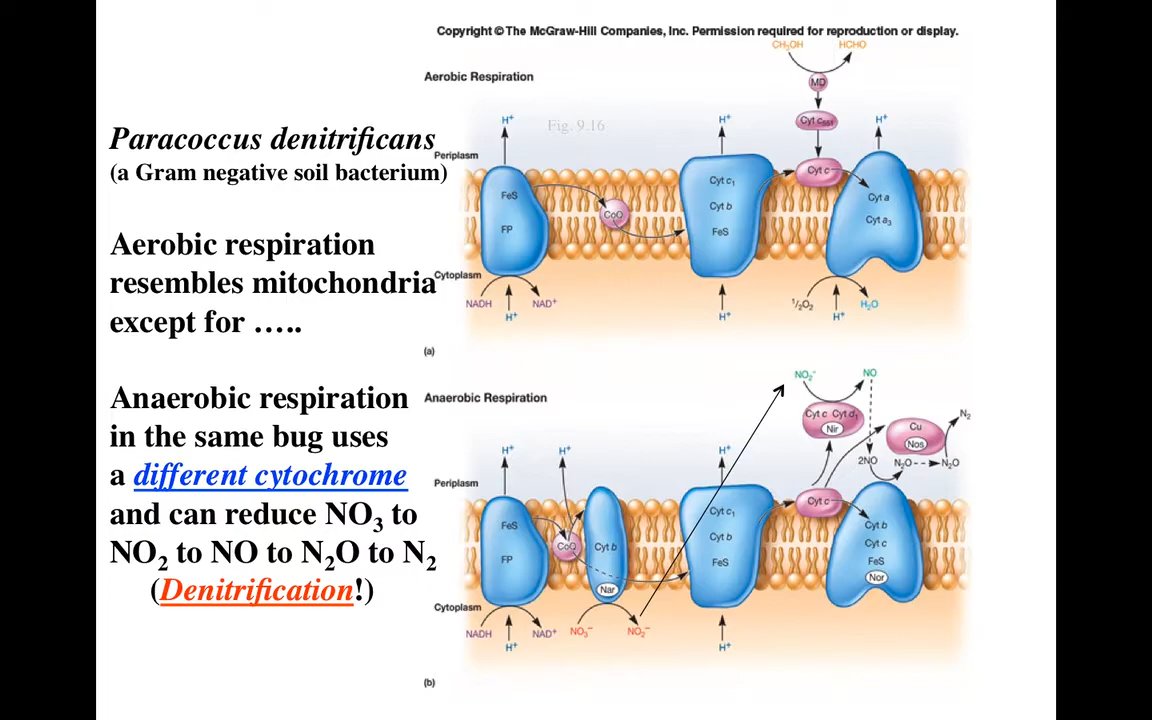 Copyright © The McGraw-Hill Companies, Inc. Permission required for reproduction or display.
Paracoccus denitrificans
(a Gram negative soil bacterium)
Aerobic respiration
resembles mitochondria
except for …..
Anaerobic respiration
in the same bug uses
a different cytochrome
and can reduce NO3 to
NO2 to NO to N2O to N2
(Denitrification!)
Aerobic Respiration
CH3OH
HCHO
MD
Cyt c551
Fig. 9.16
H+
H+
H+
Periplasm
FeS
FP
CoQ
Cyt c1
Cyt b
FeS
Cyt c
Cyt a
Cyt a3
Cytoplasm
NADH
NAD+
H+
H+
1/2O2
H+
H2O
(a)
Anaerobic Respiration
NO2-
NO
Cyt c Cyt d1
Nir
Cu
Nos
N2
2NO
N2O
N2O
H+
H+
H+
Periplasm
FeS
FP
CoQ
Cyt b
Nar
Cyt c1
Cyt b
FeS
Cyt c
Cyt b
Cyt c
FeS
Nor
Cytoplasm
NADH
NAD+
H+
NO3-
NO2-
H+
(b)